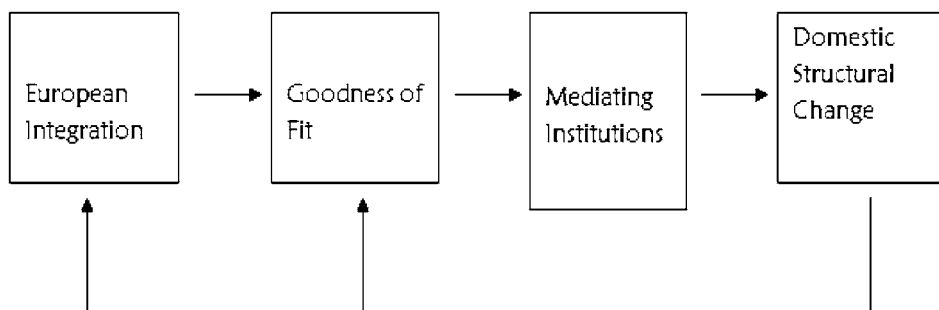 European
Integration
Goodness of
Fit
Mediating
Institutions
Domestic
Structural
Change